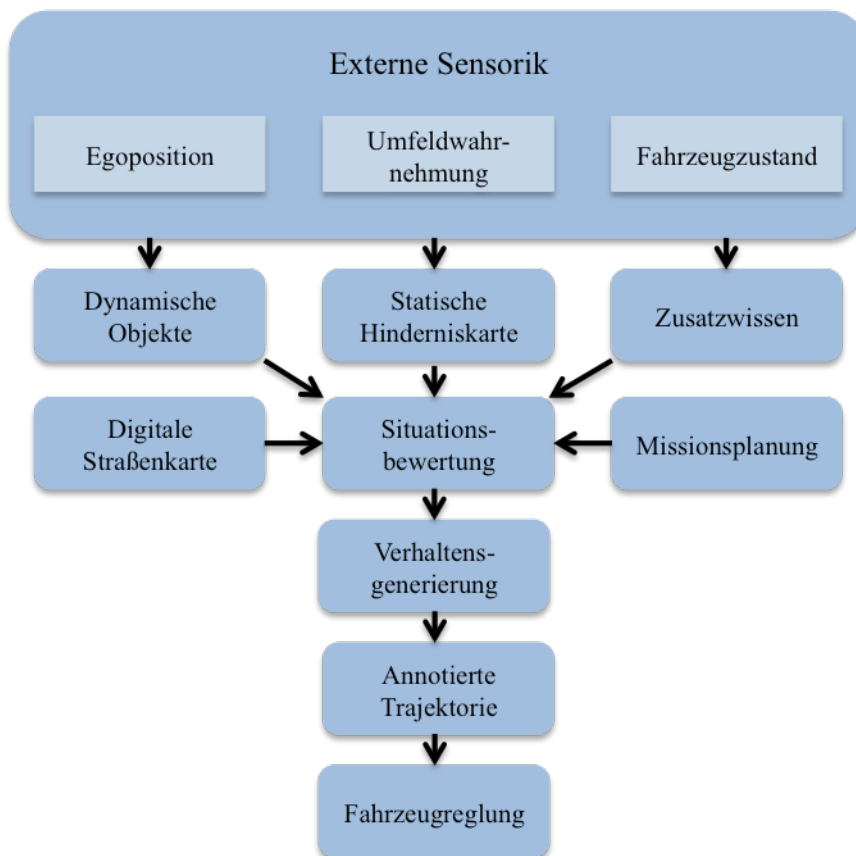 Externe Sensorik
Egoposition
Umfeldwahr-
nehmung
Fahrzeugzustand
Dynamische
Objekte
Statische
Hinderniskarte
Zusatzwissen
Digitale
Straßenkarte
Situations-
bewertung
Missionsplanung
Verhaltens-
generierung
Annotierte
Trajektorie
Fahrzeugreglung